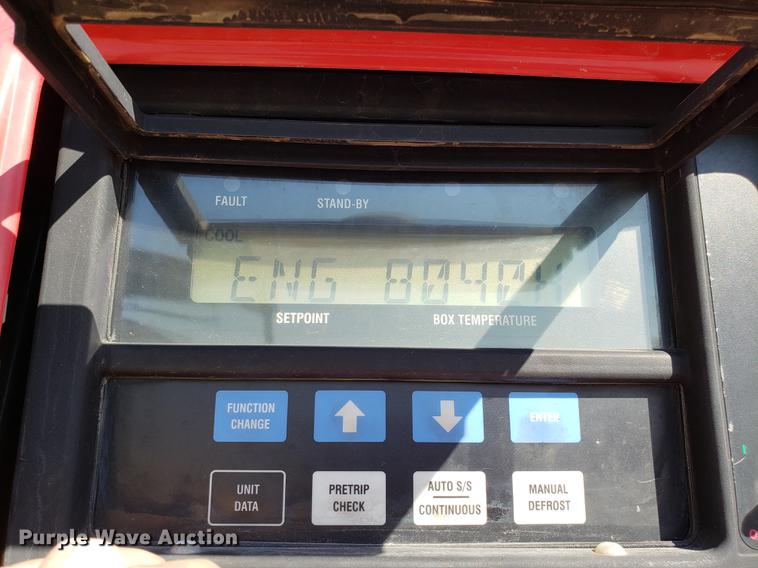 FAULT STAND-BY
COOL
ENG 8040H
SETPOINT BOX TEMPERATURE
FUNCTION CHANGE
ENTER
UNIT DATA
PRETRIP CHECK
AUTO S/S CONTINUOUS
MANUAL DEFROST
Purple Wave Auction